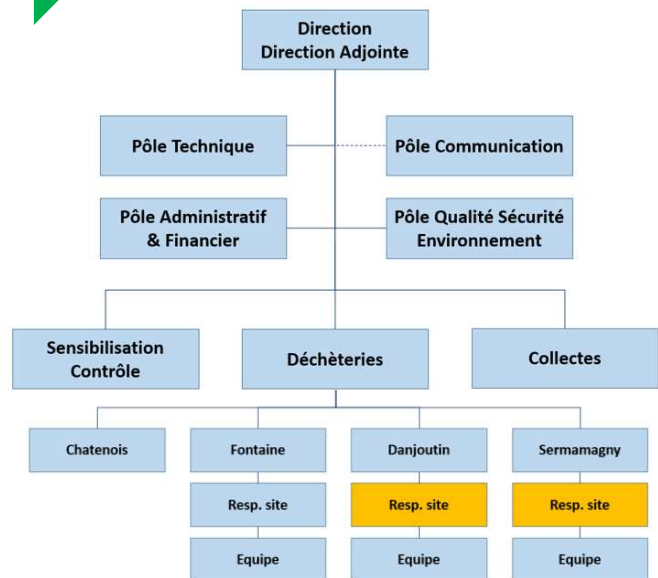 Direction
Direction Adjointe
Pôle Technique
Pôle Communication
Pôle Administratif
& Financier
Pôle Qualité Sécurité
Environnement
Sensibilisation
Contrôle
Déchèteries
Collectes
Chatenois
Fontaine
Danjoutin
Sermamagny
Resp. site
Resp. site
Resp. site
Equipe
Equipe
Equipe